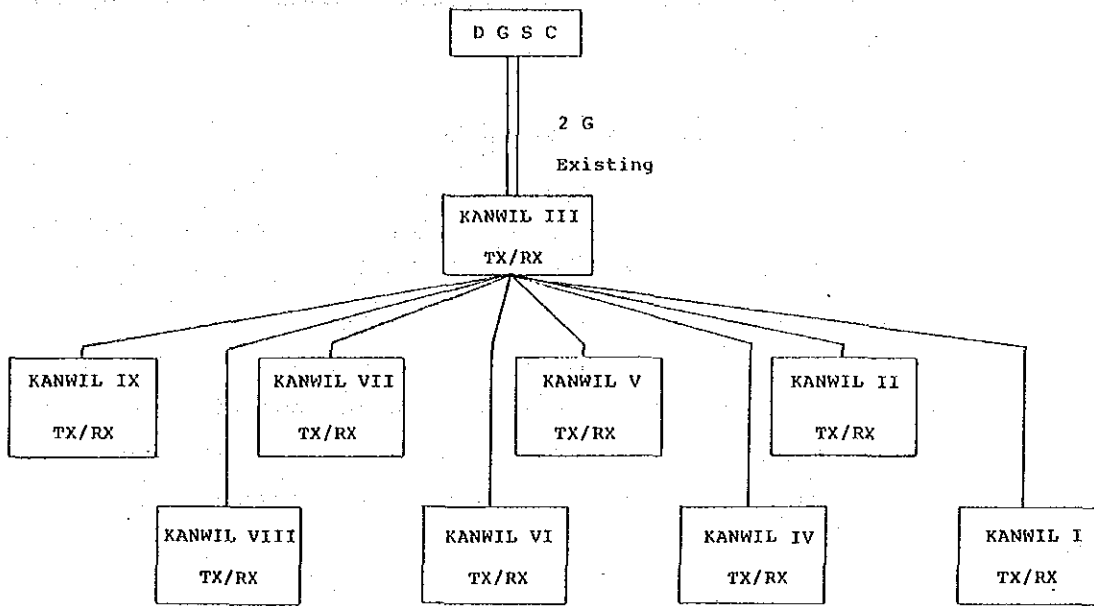 D G S C
2 G
Existing
KANWIL III
TX/RX
KANWIL IX
TX/RX
KANWIL VII
TX/RX
KANWIL V
TX/RX
KANWIL II
TX/RX
KANWIL VIII
TX/RX
KANWIL VI
TX/RX
KANWIL IV
TX/RX
KANWIL I
TX/RX